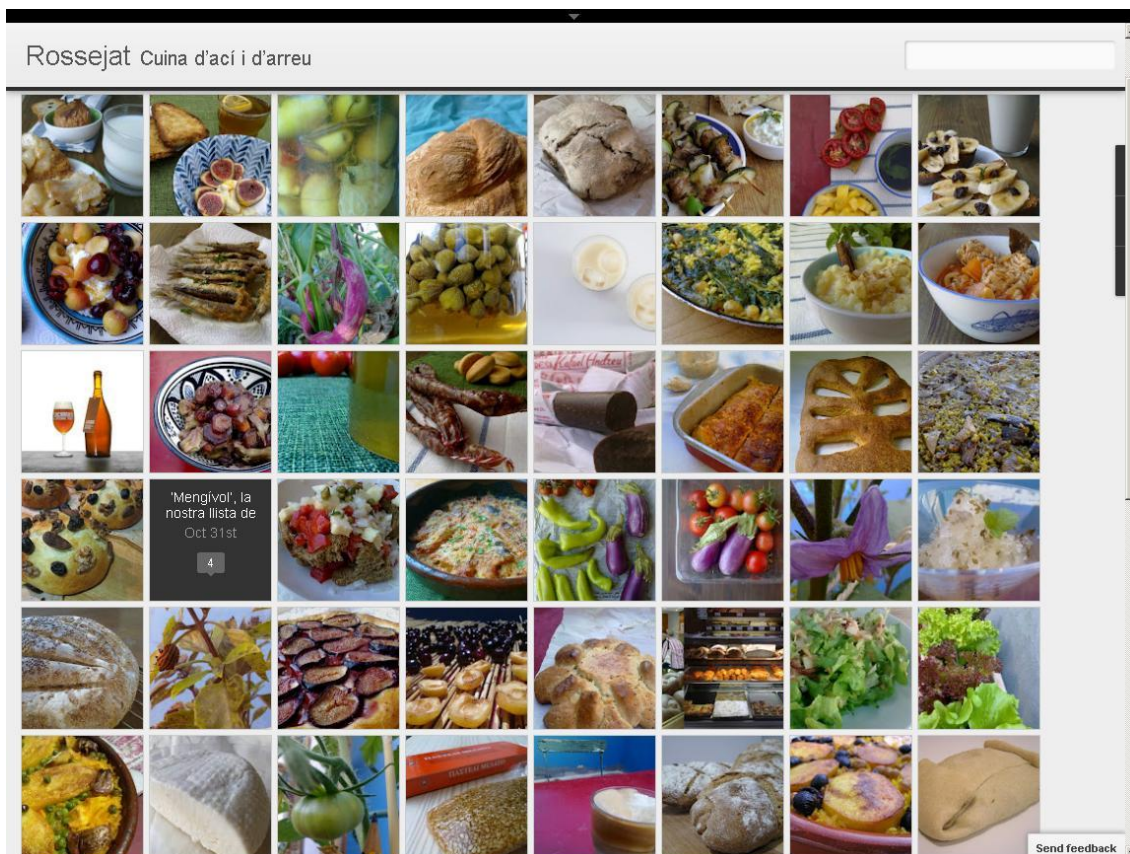 Rossejat Cuina d'ací i d'arreu
'Mengívol', la
nostra llista de
Oct 31st
4
Send feedback